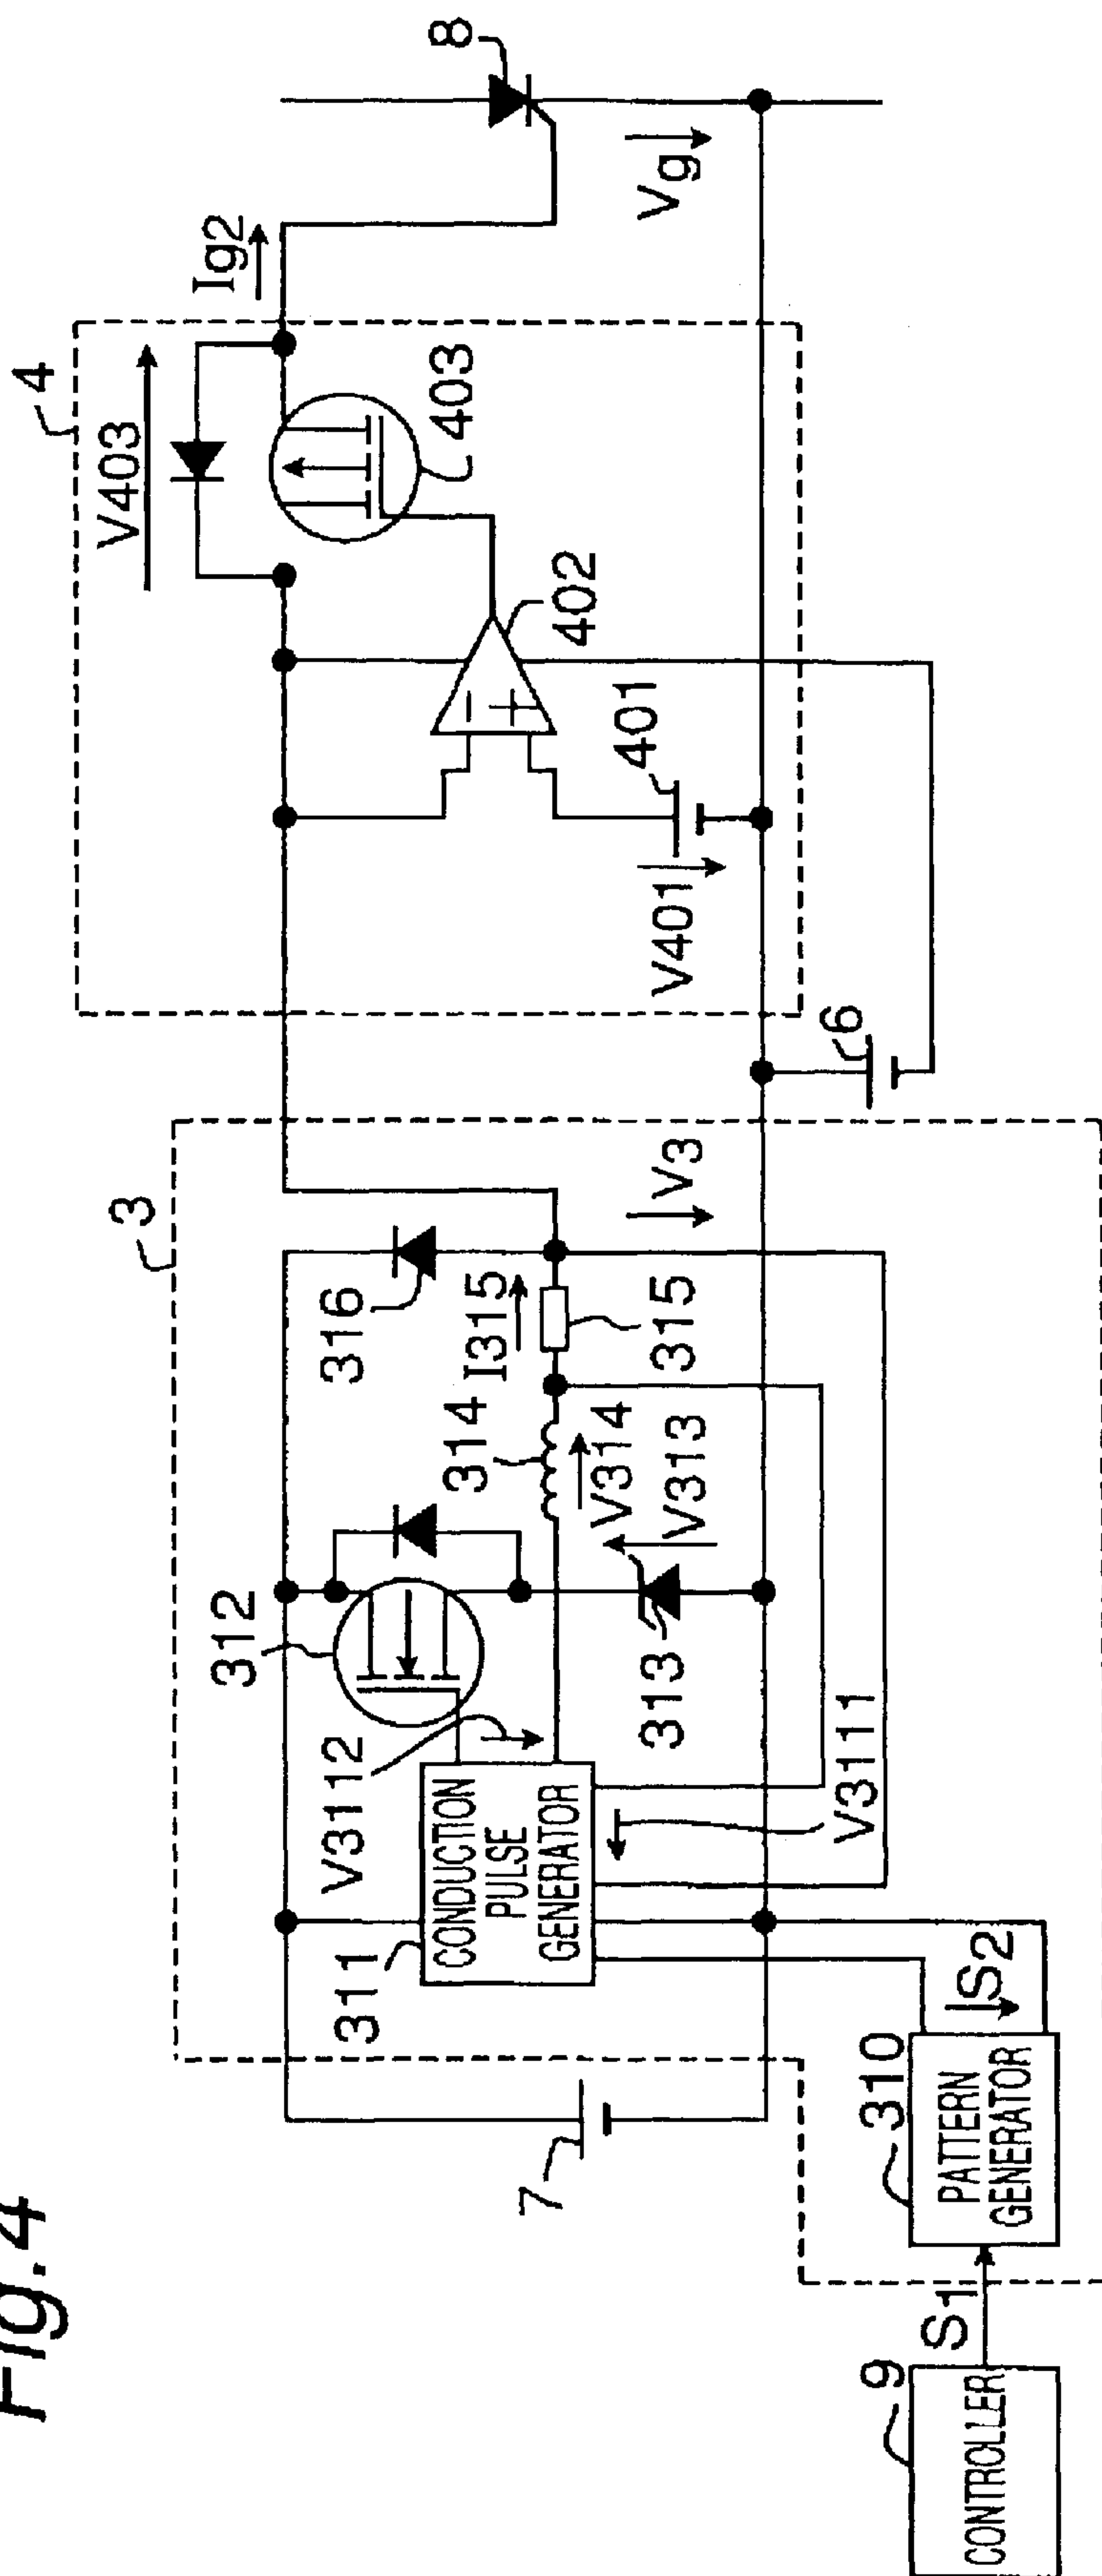 Fig.4
4
V403
Ig2
8
403
402
Vg
401
V401
6
3
316
I315
V3
315
314
V314
V313
312
313
V3112
311
CONDUCTION
PULSE
GENERATOR
V3111
7
310
PATTERN
GENERATOR
S2
S1
9
CONTROLLER